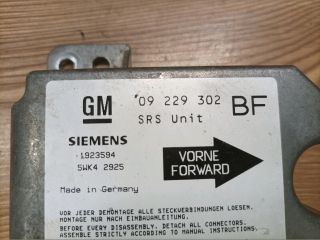 GM 09 229 302 BF
SRS Unit
SIEMENS
1923594
5WK4 2925
VORNE
FORWARD
Made in Germany
VOR JEDER DEMONTAGE ALLE STECKVERBINDUNGEN LOESEN.
MONTAGE NUR NACH EINBAUANLEITUNG.
BEFORE EVERY DISASSEMBLY, DETACH ALL CONNECTORS.
ASSEMBLE STRICTLY ACCORDING TO MANUAL INSTRUCTIONS.